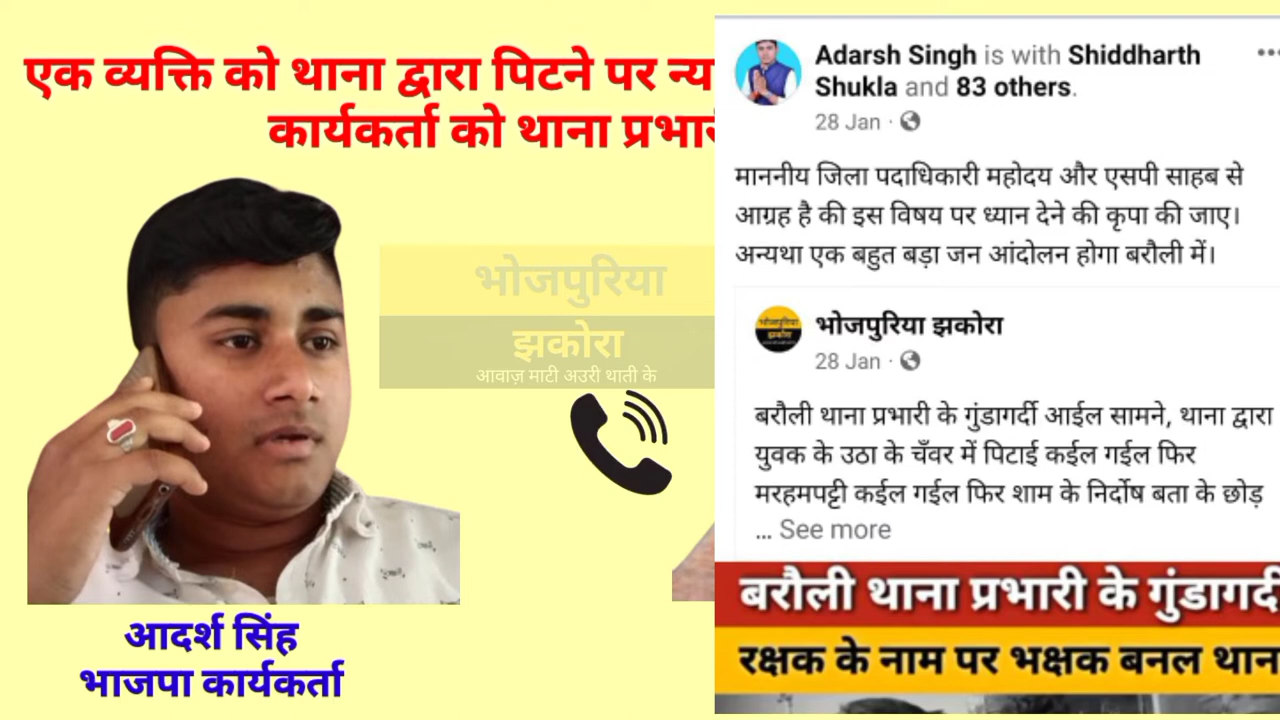 एक व्यक्ति को थाना द्वारा पिटने पर
कार्यकर्ता को थाना
भोजपुरिया
झकोरा
आवाज़ माटी अउरी थाती के
आदर्श सिंह
भाजपा कार्यकर्ता
Adarsh Singh is with Shiddharth
Shukla and 83 others.
28 Jan ·
माननीय जिला पदाधिकारी महोदय और एसपी साहब से
आग्रह है की इस विषय पर ध्यान देने की कृपा की जाए।
अन्यथा एक बहुत बड़ा जन आंदोलन होगा बरौली में।
भोजपुरिया झकोरा
28 Jan ·
बरौली थाना प्रभारी के गुंडागर्दी आईल सामने, थाना द्वारा
युवक के उठा के चँवर में पिटाई कईल गईल फिर
मरहमपट्टी कईल गईल फिर शाम के निर्दोष बता के छोड़
... See more
बरौली थाना प्रभारी के गुंडागर्दी
रक्षक के नाम पर भक्षक बनल थान